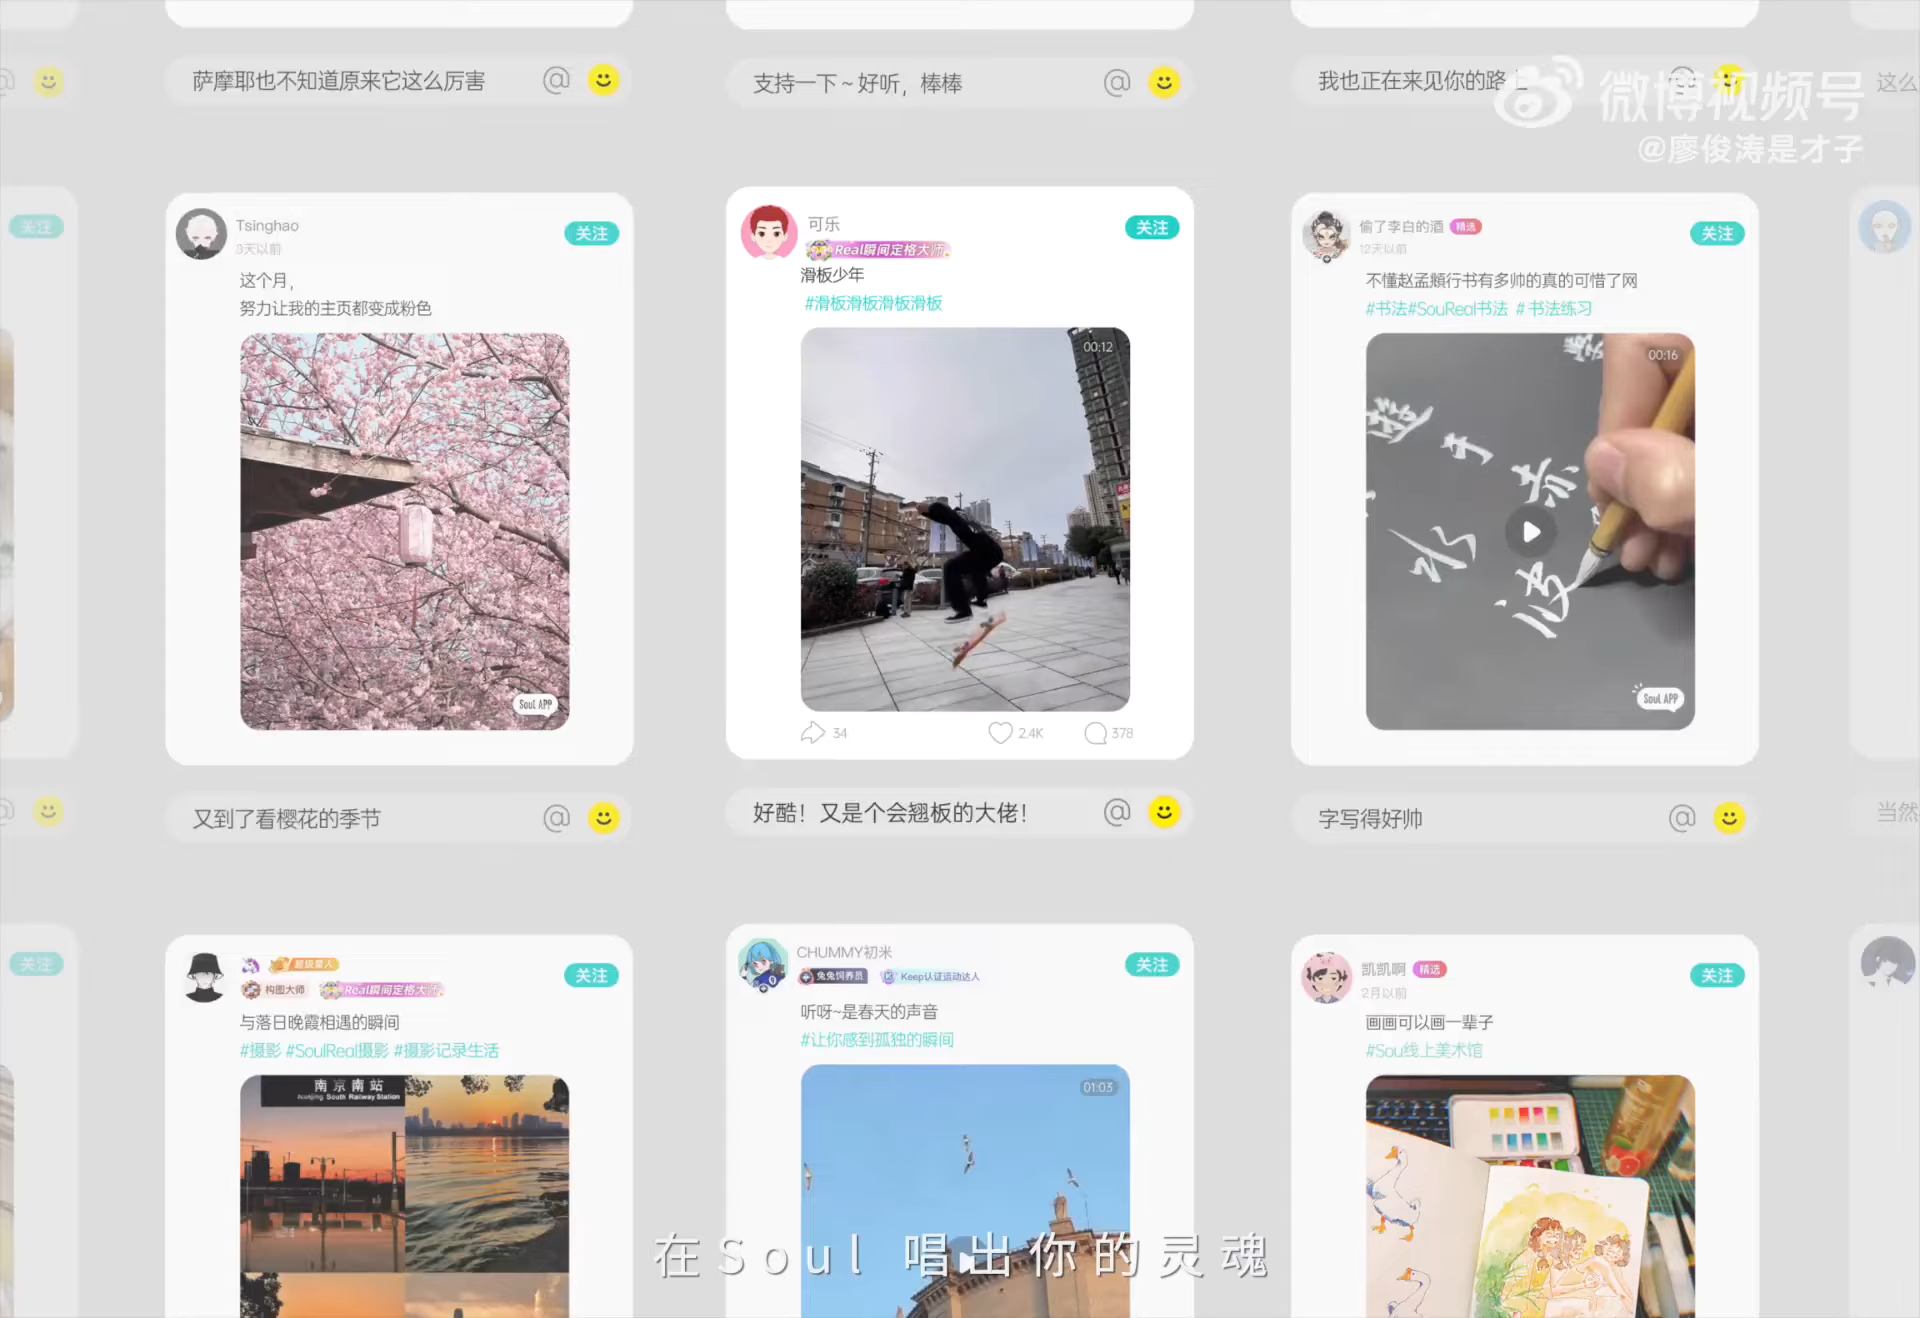 萨摩耶也不知道原来它这么厉害
@
支持一下~好听，棒棒
@
我也正在来见你的路上
这么
微博视频号
@廖俊涛是才子
关注
Tsinghao
3天以前
关注
这个月，
努力让我的主页都变成粉色
Soul APP
可乐
Real瞬间定格大师
关注
滑板少年
#滑板滑板滑板滑板
00:12
34
2.4K
378
偷了李白的酒 精选
12天以前
关注
不懂赵孟頫行书有多帅的真的可惜了网
#书法#SouReal书法 #书法练习
00:16
水
波
Soul APP
又到了看樱花的季节
@
好酷！又是个会翘板的大佬！
@
字写得好帅
@
当然
关注
超级星人
构图大师 Real瞬间定格大师
关注
与落日晚霞相遇的瞬间
#摄影 #SoulReal摄影 #摄影记录生活
南京南站
Nanjing South Railway Station
CHUMMY初米
兔兔饲养员 Keep认证运动达人
关注
听呀~是春天的声音
#让你感到孤独的瞬间
01:03
凯凯啊 精选
2月以前
关注
画画可以画一辈子
#Sou线上美术馆
在Soul 唱出你的灵魂